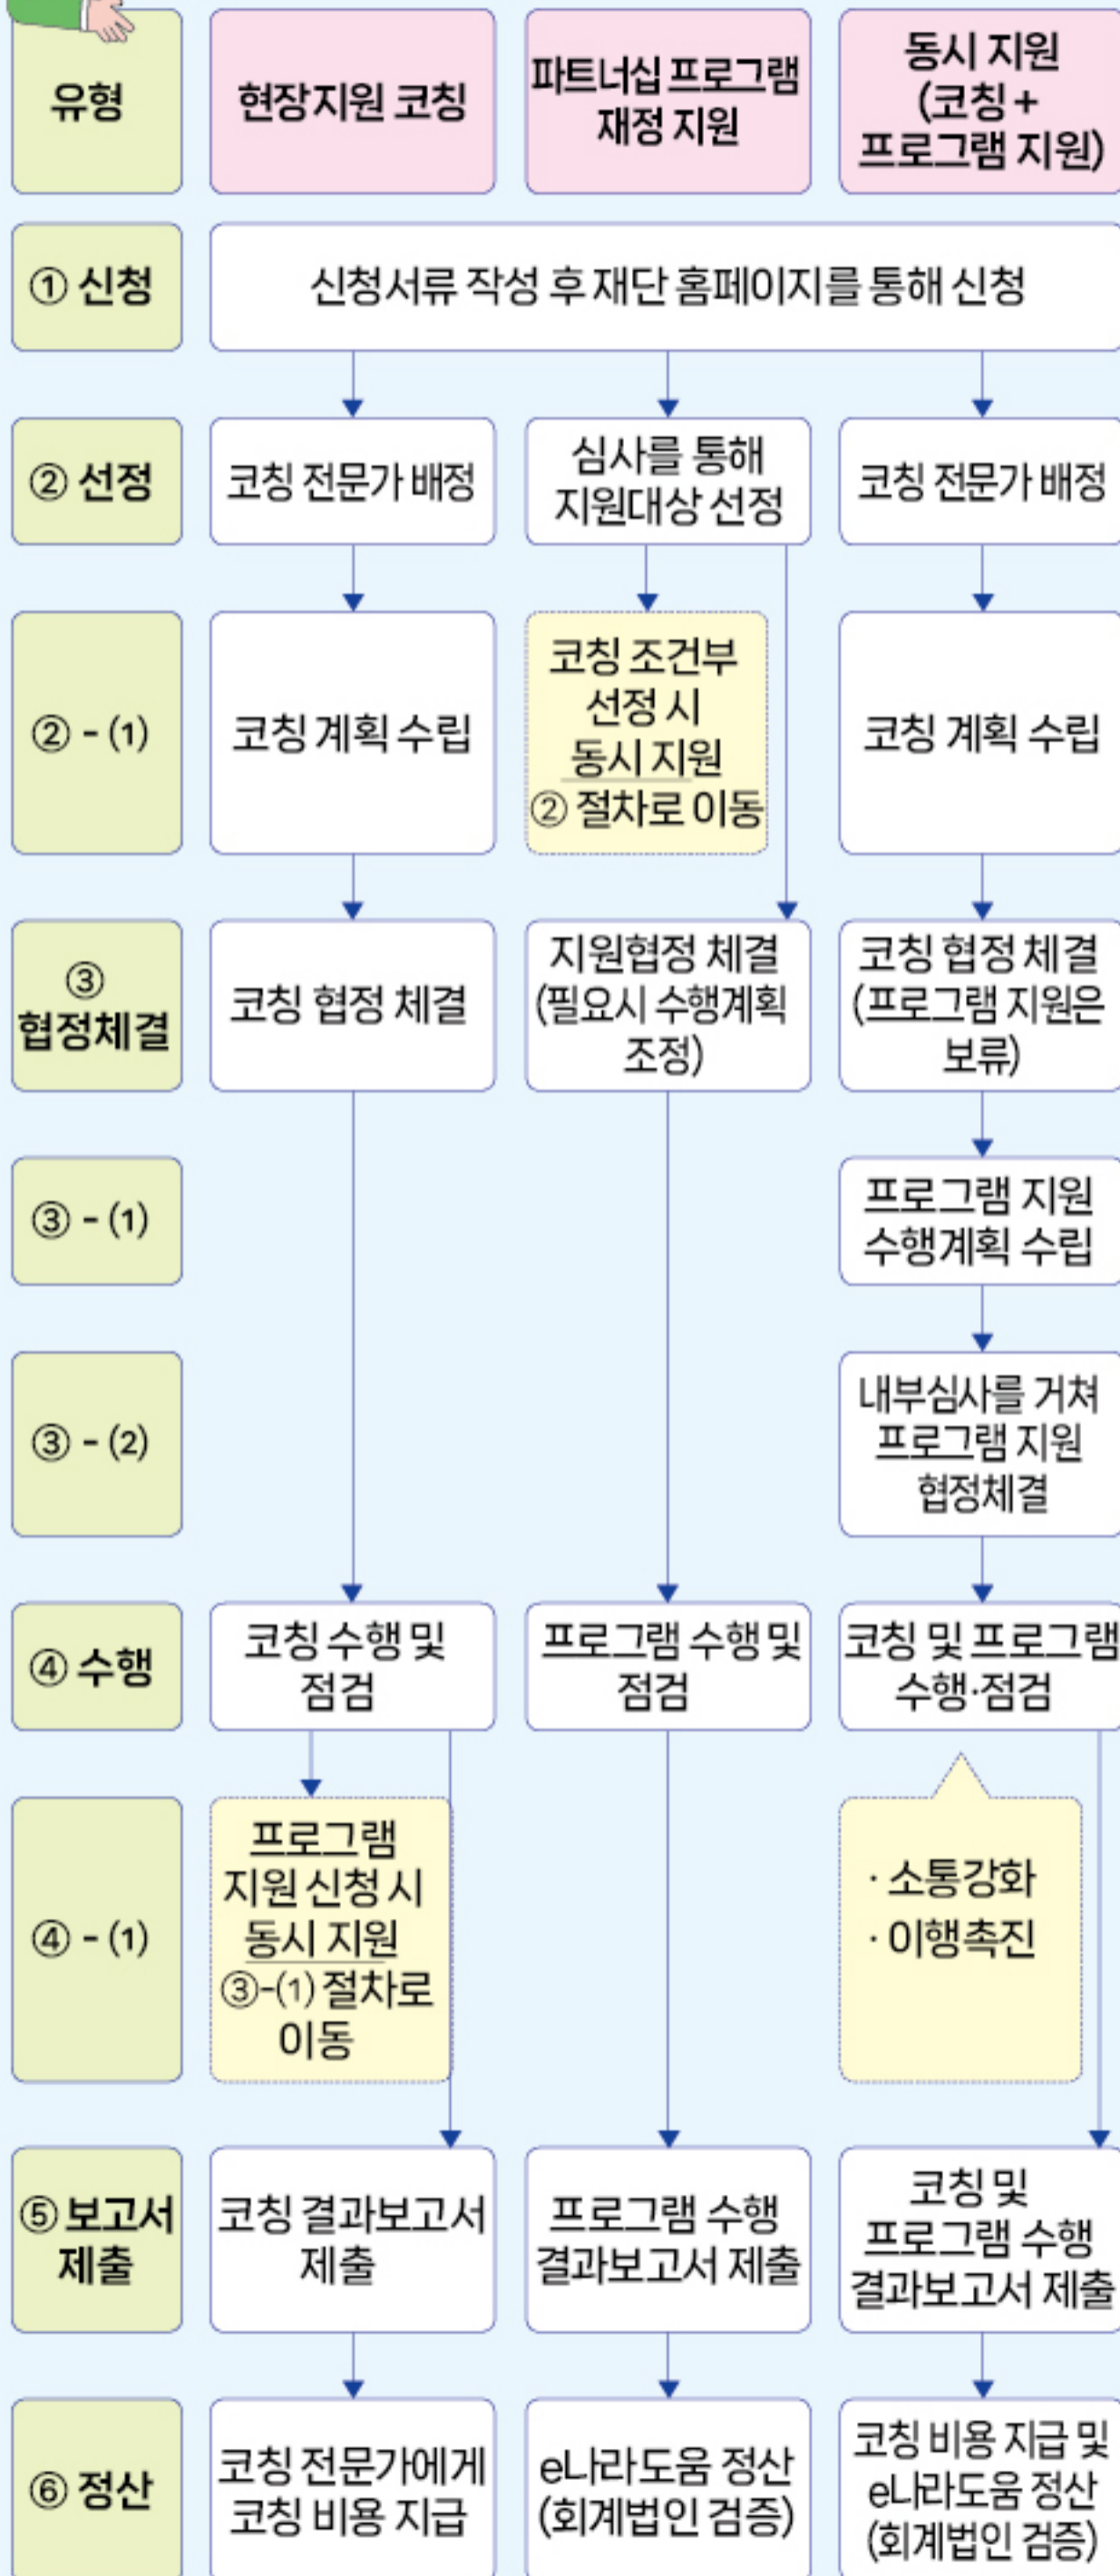 유형
현장지원 코칭
파트너십 프로그램
재정 지원
동시 지원
(코칭 +
프로그램 지원)
① 신청
신청서류 작성 후 재단 홈페이지를 통해 신청
② 선정
코칭 전문가 배정
심사를 통해
지원대상 선정
코칭 전문가 배정
② - (1)
코칭 계획 수립
코칭 조건부
선정 시
동시 지원
② 절차로 이동
코칭 계획 수립
③
협정체결
코칭 협정 체결
지원협정 체결
(필요시 수행계획
조정)
코칭 협정 체결
(프로그램 지원은
보류)
③ - (1)
프로그램 지원
수행계획 수립
③ - (2)
내부심사를 거쳐
프로그램 지원
협정체결
④ 수행
코칭 수행 및
점검
프로그램 수행 및
점검
코칭 및 프로그램
수행·점검
④ - (1)
프로그램
지원 신청 시
동시 지원
③-(1) 절차로
이동
· 소통강화
· 이행촉진
⑤ 보고서
제출
코칭 결과보고서
제출
프로그램 수행
결과보고서 제출
코칭 및
프로그램 수행
결과보고서 제출
⑥ 정산
코칭 전문가에게
코칭 비용 지급
e나라도움 정산
(회계법인 검증)
코칭 비용 지급 및
e나라도움 정산
(회계법인 검증)